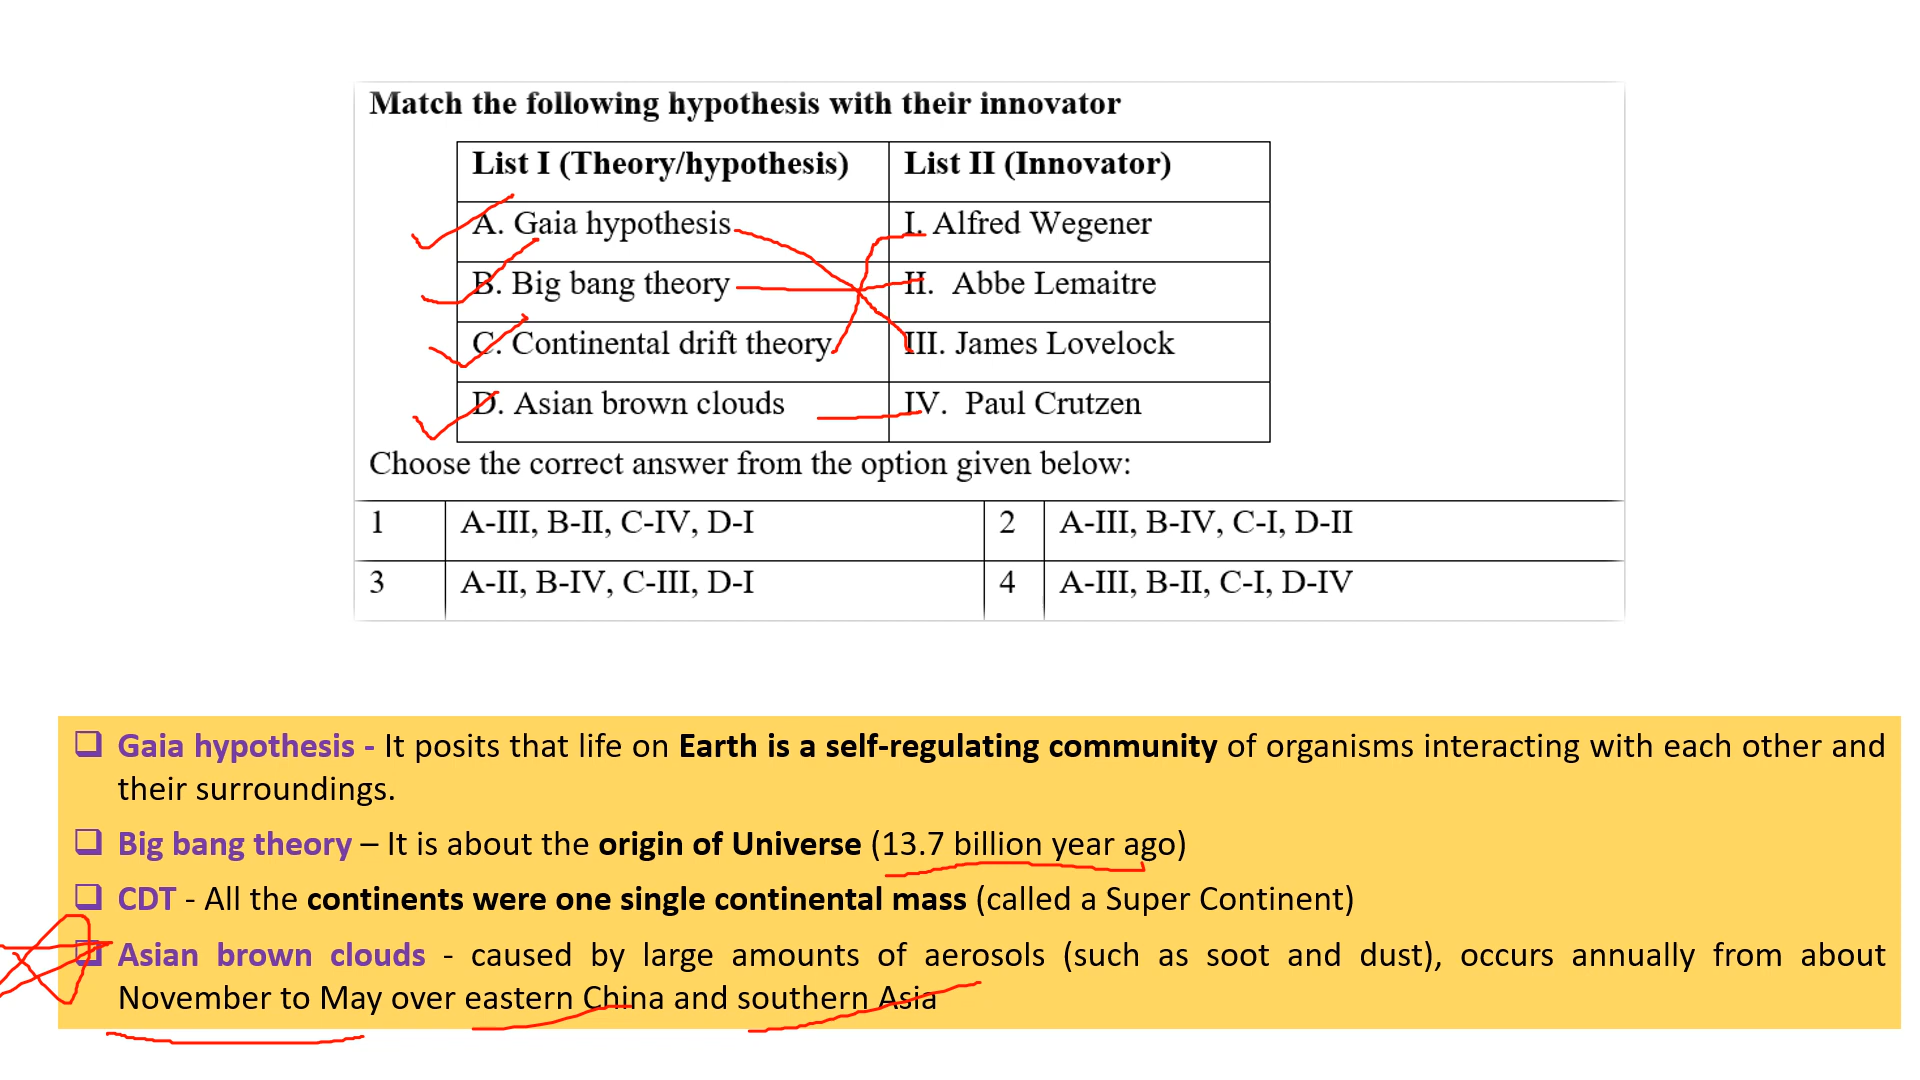 Match the following hypothesis with their innovator
List I (Theory/hypothesis) List II (Innovator)
A. Gaia hypothesis I. Alfred Wegener
B. Big bang theory II. Abbe Lemaitre
C. Continental drift theory III. James Lovelock
D. Asian brown clouds IV. Paul Crutzen
Choose the correct answer from the option given below:
1 A-III, B-II, C-IV, D-I 2 A-III, B-IV, C-I, D-II
3 A-II, B-IV, C-III, D-I 4 A-III, B-II, C-I, D-IV
Gaia hypothesis - It posits that life on Earth is a self-regulating community of organisms interacting with each other and
their surroundings.
Big bang theory – It is about the origin of Universe (13.7 billion year ago)
CDT - All the continents were one single continental mass (called a Super Continent)
Asian brown clouds - caused by large amounts of aerosols (such as soot and dust), occurs annually from about
November to May over eastern China and southern Asia